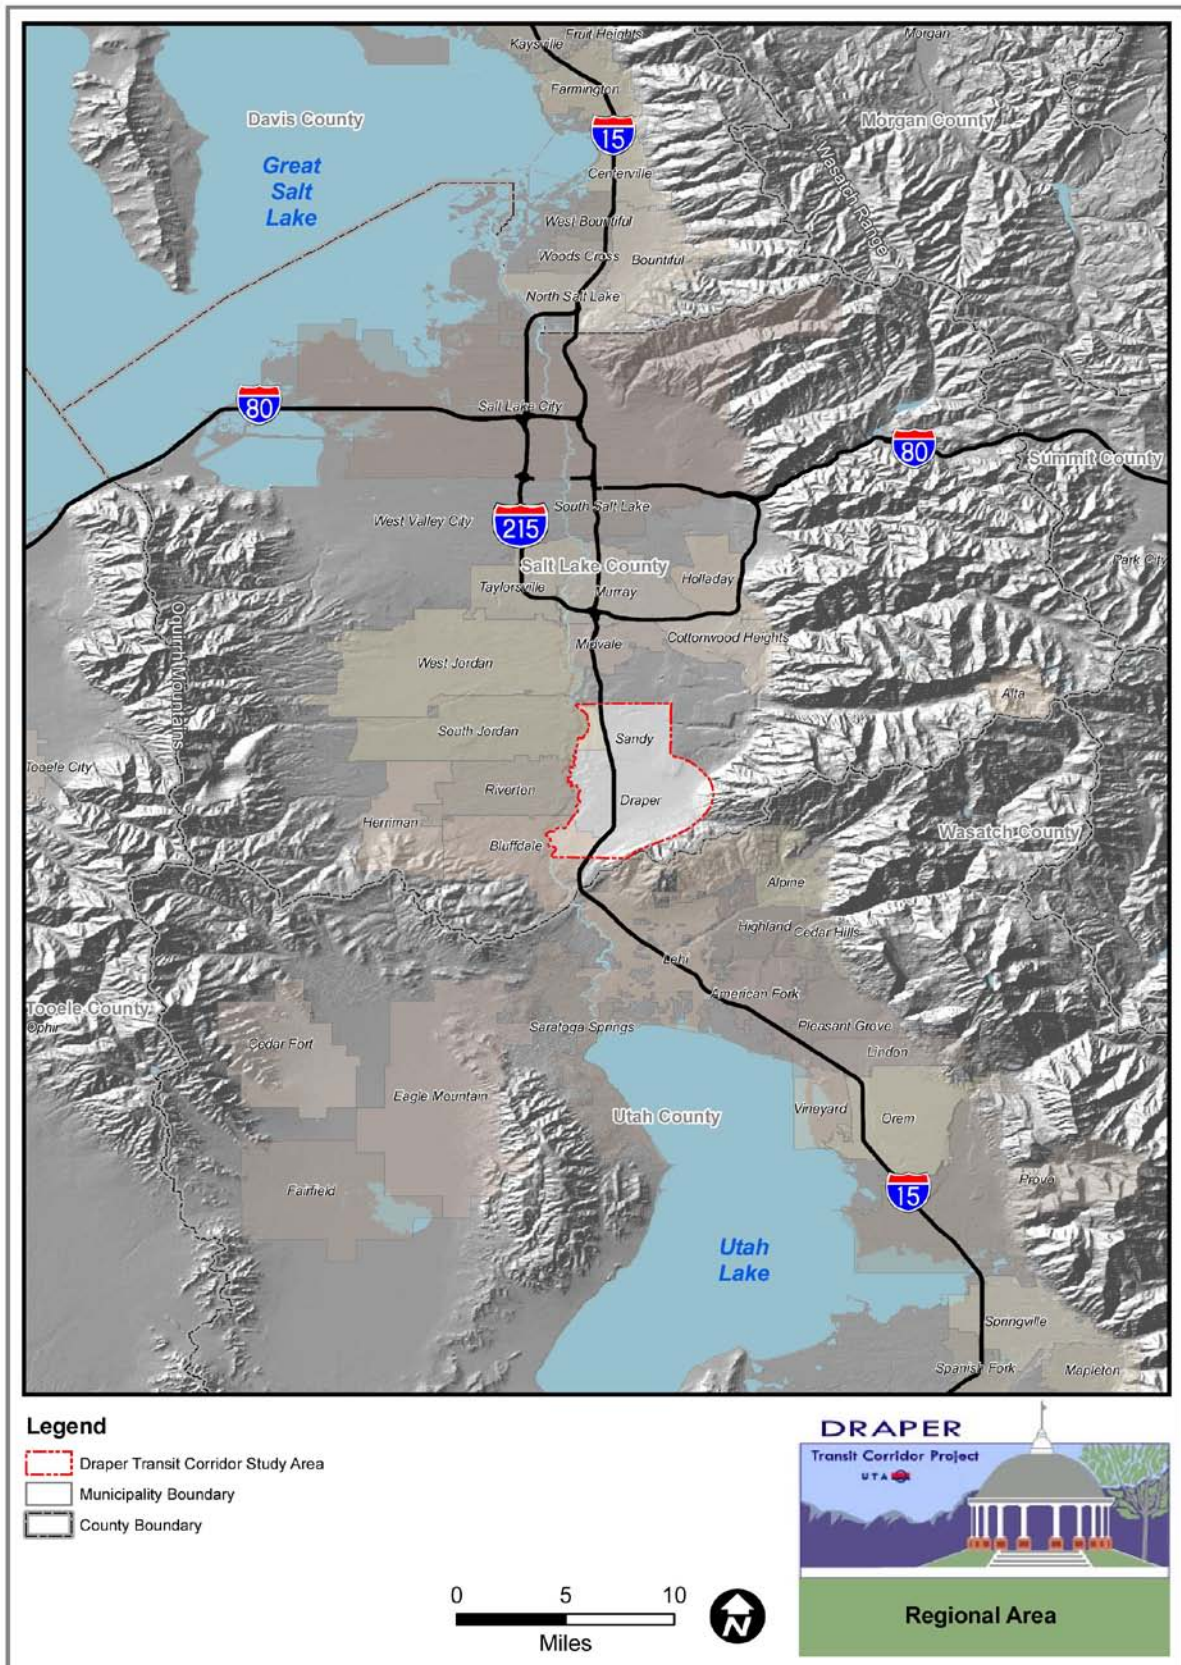 Fruit Heights
Kaysville
Morgan
Farmington
Davis County
Morgan County
15
Great
Salt
Lake
Wasatch Range
Centerville
West Bountiful
Woods Cross
Bountiful
North Salt Lake
80
Salt Lake City
80
Summit County
South Salt Lake
West Valley City
215
Salt Lake County
Park City
Taylorsville
Murray
Holladay
Oquirrh Mountains
Midvale
Cottonwood Heights
West Jordan
Alta
South Jordan
Sandy
Tooele City
Riverton
Draper
Herriman
Wasatch County
Bluffdale
Alpine
Highland
Cedar Hills
Lehi
American Fork
Tooele County
Ophir
Saratoga Springs
Pleasant Grove
Cedar Fort
Lindon
Eagle Mountain
Utah County
Vineyard
Orem
Fairfield
15
Provo
Utah
Lake
Springville
Spanish Fork
Mapleton
Legend
Draper Transit Corridor Study Area
Municipality Boundary
County Boundary
0 5 10
Miles
N
DRAPER
Transit Corridor Project
UTA
Regional Area